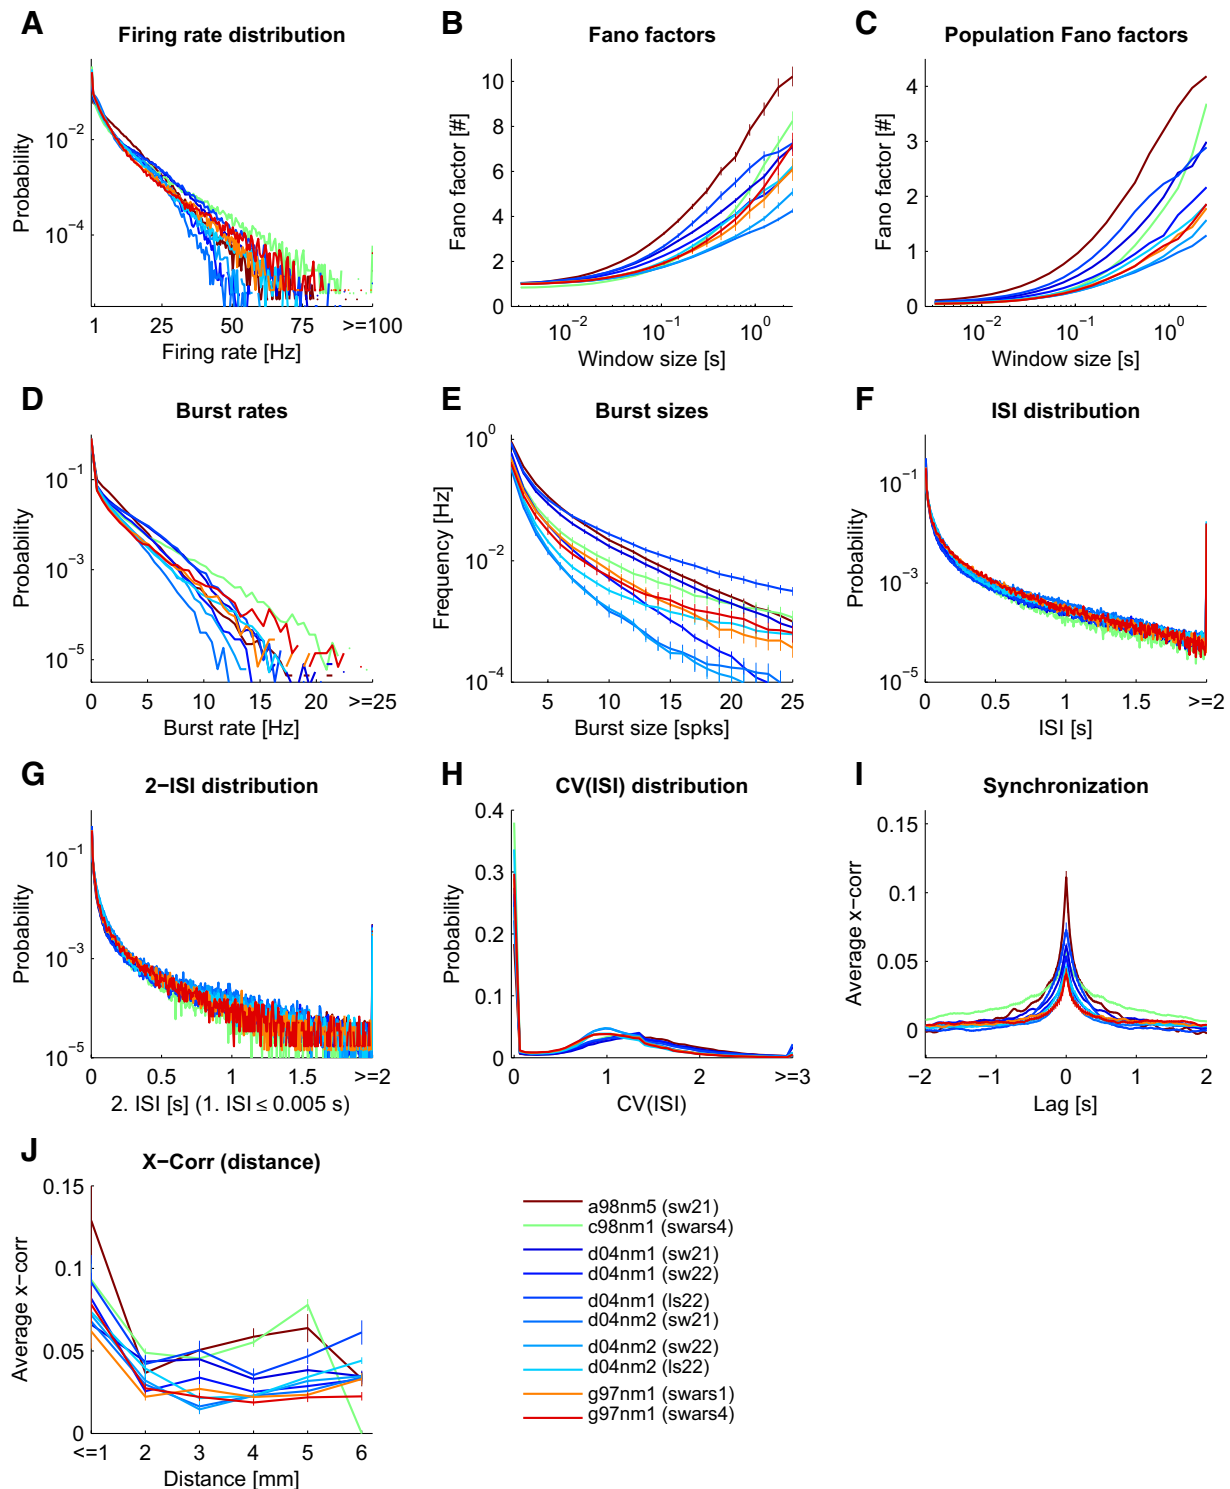 A Firing rate distribution
Probability
10−2
10−4
1 25 50 75 >=100
Firing rate [Hz]
B Fano factors
Fano factor [#]
10
8
6
4
2
0
10−2 10−1 100
Window size [s]
C Population Fano factors
Fano factor [#]
4
3
2
1
0
10−2 10−1 100
Window size [s]
D Burst rates
Probability
10−1
10−3
10−5
0 5 10 15 20 >=25
Burst rate [Hz]
E Burst sizes
Frequency [Hz]
100
10−2
10−4
5 10 15 20 25
Burst size [spks]
F ISI distribution
Probability
10−1
10−3
10−5
0 0.5 1 1.5 >=2
ISI [s]
G 2−ISI distribution
Probability
10−1
10−3
10−5
0 0.5 1 1.5 >=2
2. ISI [s] (1. ISI ≤ 0.005 s)
H CV(ISI) distribution
Probability
0.4
0.3
0.2
0.1
0
0 1 2 >=3
CV(ISI)
I Synchronization
Average x−corr
0.15
0.1
0.05
0
−2 −1 0 1 2
Lag [s]
J X−Corr (distance)
Average x−corr
0.15
0.1
0.05
0
<=1 2 3 4 5 6
Distance [mm]
a98nm5 (sw21)
c98nm1 (swars4)
d04nm1 (sw21)
d04nm1 (sw22)
d04nm1 (ls22)
d04nm2 (sw21)
d04nm2 (sw22)
d04nm2 (ls22)
g97nm1 (swars1)
g97nm1 (swars4)